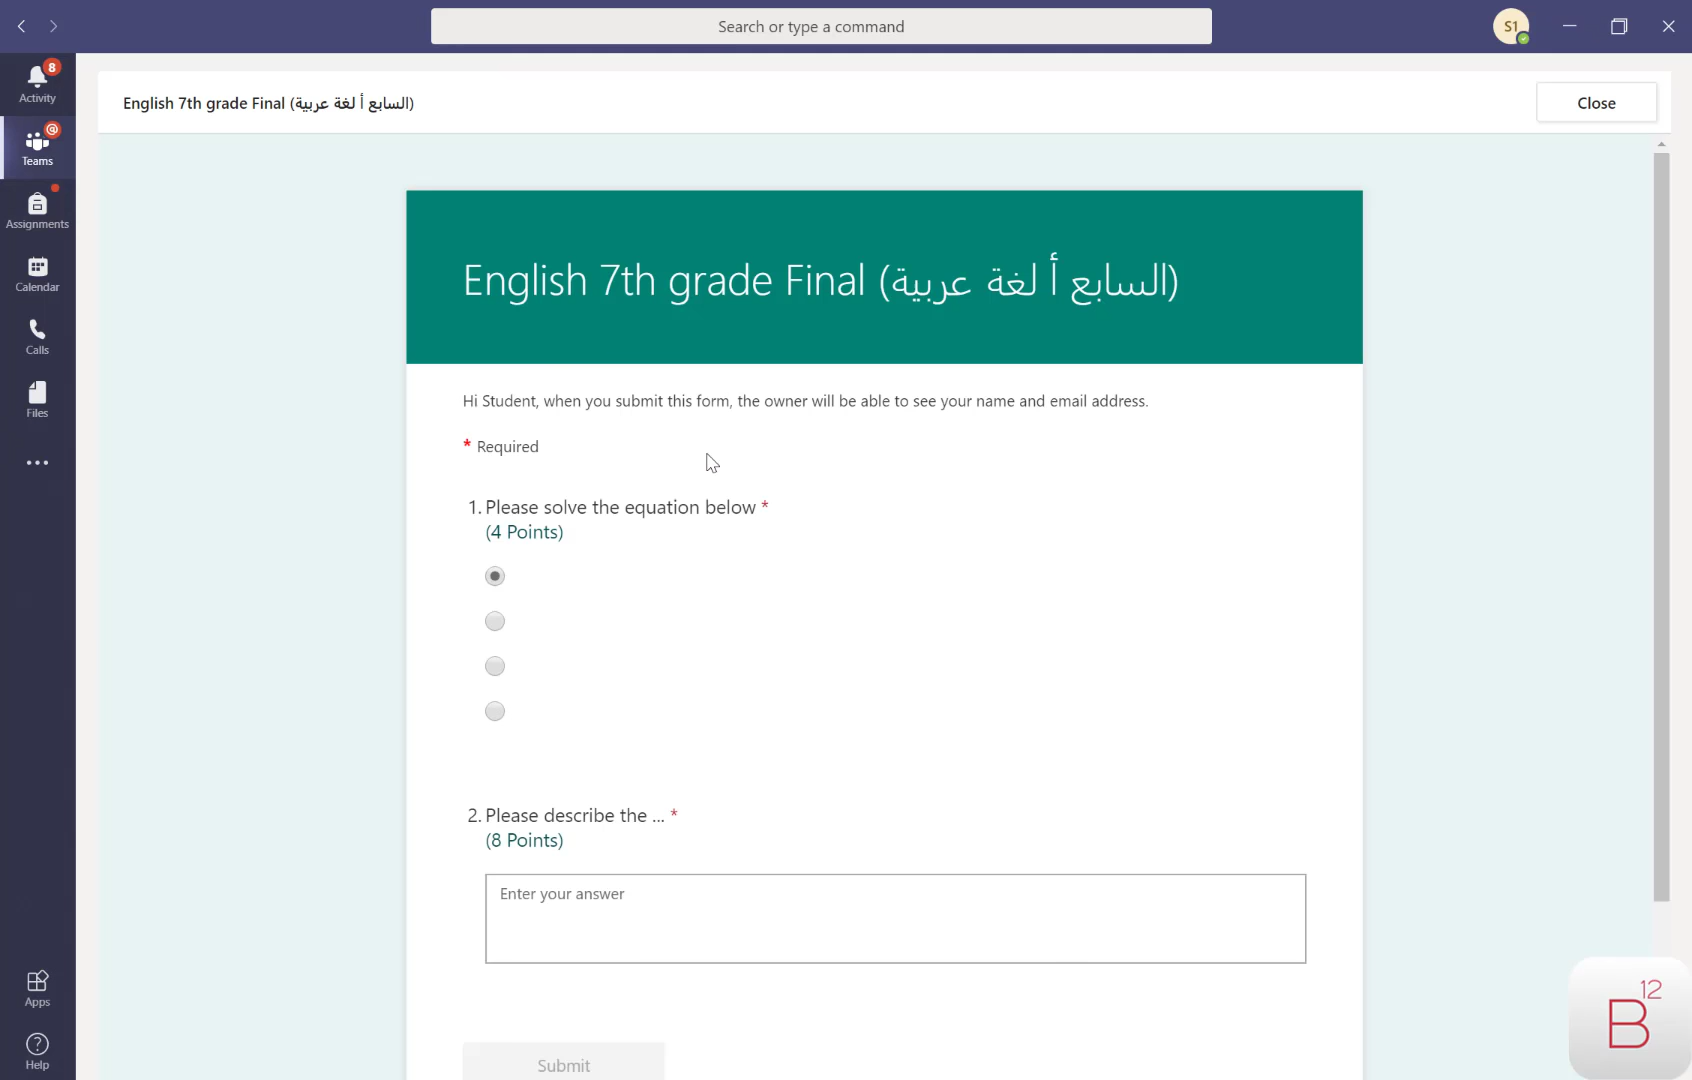 Search or type a command
S1
8
Activity
@
Teams
Assignments
Calendar
Calls
Files
Apps
Help
English 7th grade Final (السابع أ لغة عربية)
Close
English 7th grade Final (السابع أ لغة عربية)
Hi Student, when you submit this form, the owner will be able to see your name and email address.
* Required
1. Please solve the equation below *
(4 Points)
2. Please describe the ... *
(8 Points)
Enter your answer
Submit
B12